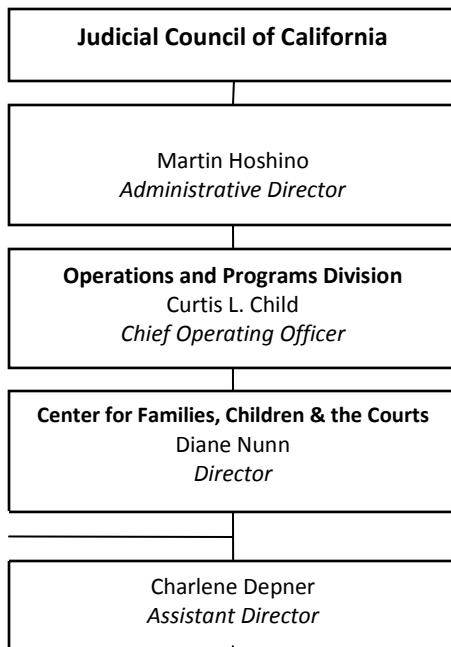 Judicial Council of California
Martin Hoshino
Administrative Director
Operations and Programs Division
Curtis L. Child
Chief Operating Officer
Center for Families, Children & the Courts
Diane Nunn
Director
Charlene Depner
Assistant Director